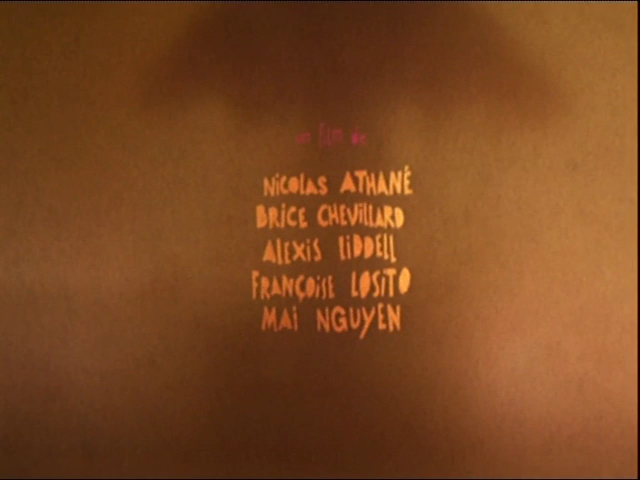 un film de
NICOLAS ATHANÉ
BRICE CHEVILLARD
ALEXIS LIDDELL
FRANÇOISE LOSITO
MAI NGUYEN